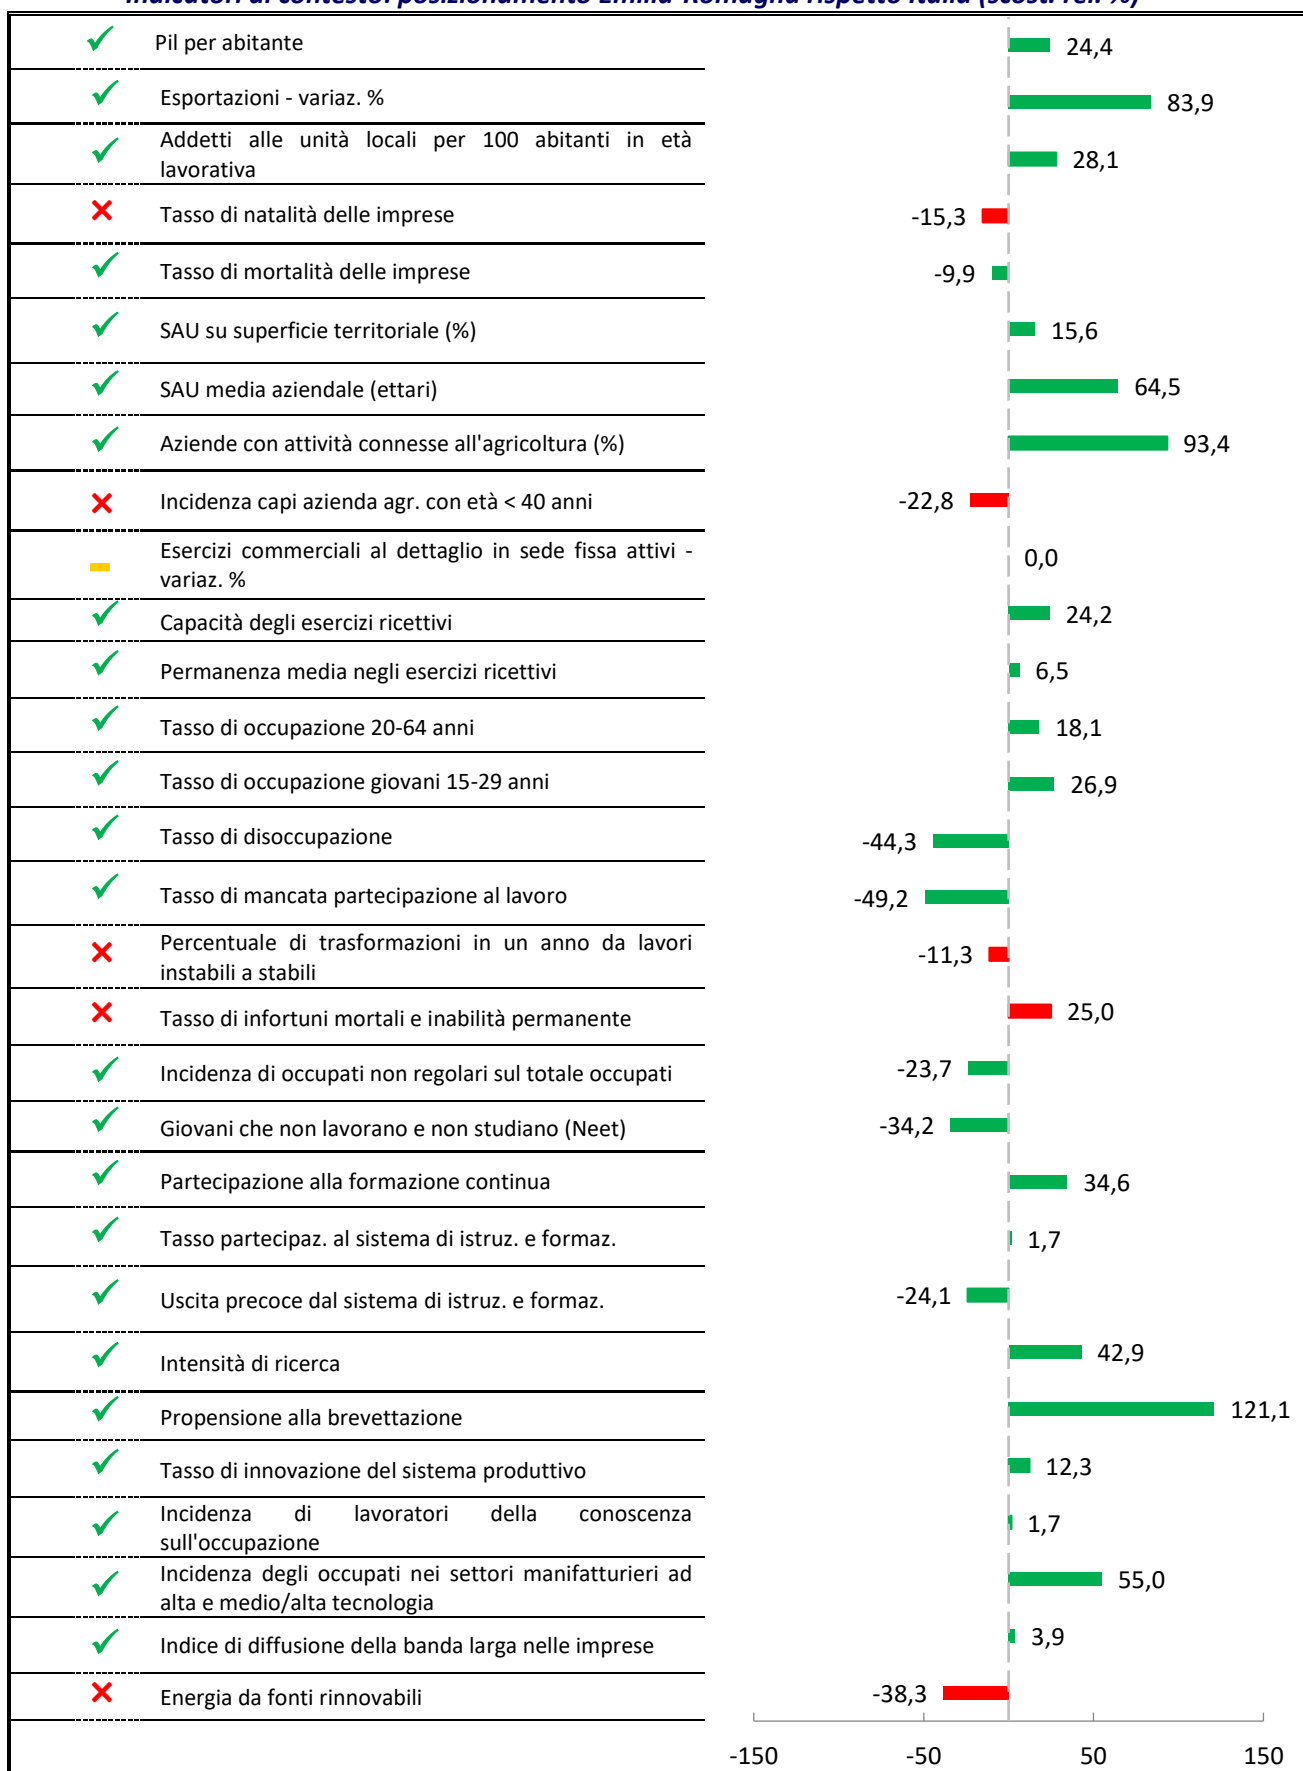 Indicatori di contesto: posizionamento Emilia-Romagna rispetto Italia (scost. rel. %)
Pil per abitante
24,4
Esportazioni - variaz. %
83,9
Addetti alle unità locali per 100 abitanti in età
lavorativa
28,1
Tasso di natalità delle imprese
-15,3
Tasso di mortalità delle imprese
-9,9
SAU su superficie territoriale (%)
15,6
SAU media aziendale (ettari)
64,5
Aziende con attività connesse all'agricoltura (%)
93,4
Incidenza capi azienda agr. con età < 40 anni
-22,8
Esercizi commerciali al dettaglio in sede fissa attivi -
variaz. %
0,0
Capacità degli esercizi ricettivi
24,2
Permanenza media negli esercizi ricettivi
6,5
Tasso di occupazione 20-64 anni
18,1
Tasso di occupazione giovani 15-29 anni
26,9
Tasso di disoccupazione
-44,3
Tasso di mancata partecipazione al lavoro
-49,2
Percentuale di trasformazioni in un anno da lavori
instabili a stabili
-11,3
Tasso di infortuni mortali e inabilità permanente
25,0
Incidenza di occupati non regolari sul totale occupati
-23,7
Giovani che non lavorano e non studiano (Neet)
-34,2
Partecipazione alla formazione continua
34,6
Tasso partecipaz. al sistema di istruz. e formaz.
1,7
Uscita precoce dal sistema di istruz. e formaz.
-24,1
Intensità di ricerca
42,9
Propensione alla brevettazione
121,1
Tasso di innovazione del sistema produttivo
12,3
Incidenza di lavoratori della conoscenza
sull'occupazione
1,7
Incidenza degli occupati nei settori manifatturieri ad
alta e medio/alta tecnologia
55,0
Indice di diffusione della banda larga nelle imprese
3,9
Energia da fonti rinnovabili
-38,3
-150 -50 50 150